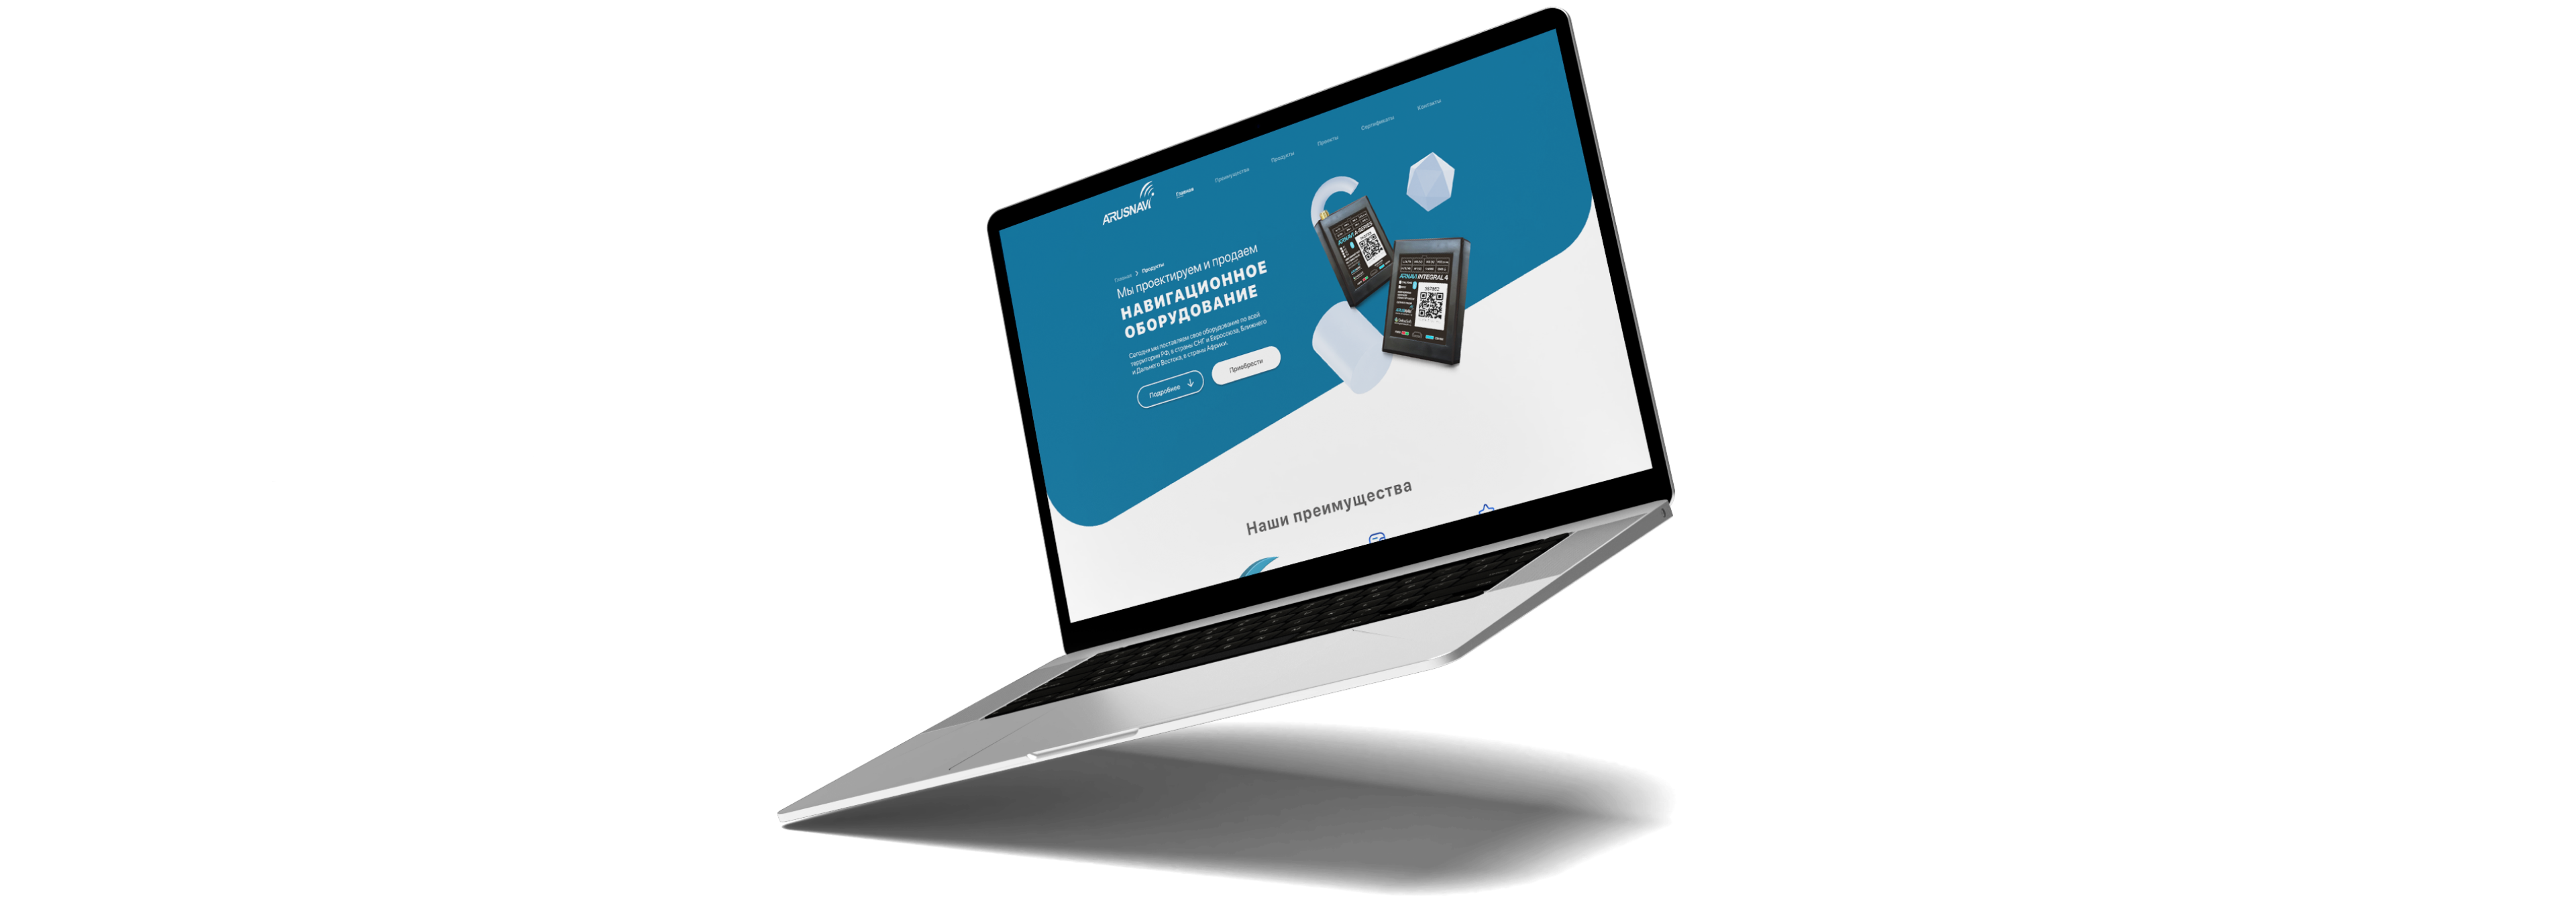 ARUSNAVI
Главная
Преимущества
Продукты
Проекты
Сертификаты
Контакты
Главная > Продукты
Мы проектируем и продаем
НАВИГАЦИОННОЕ
ОБОРУДОВАНИЕ
Сегодня мы поставляем свое оборудование по всей
территории РФ, в страны СНГ и Евросоюза, Ближнего
и Дальнего Востока, в страны Африки.
Подробнее
Приобрести
ARNAVI A-SERIES
ARNAVI INTEGRAL 4
Наши преимущества